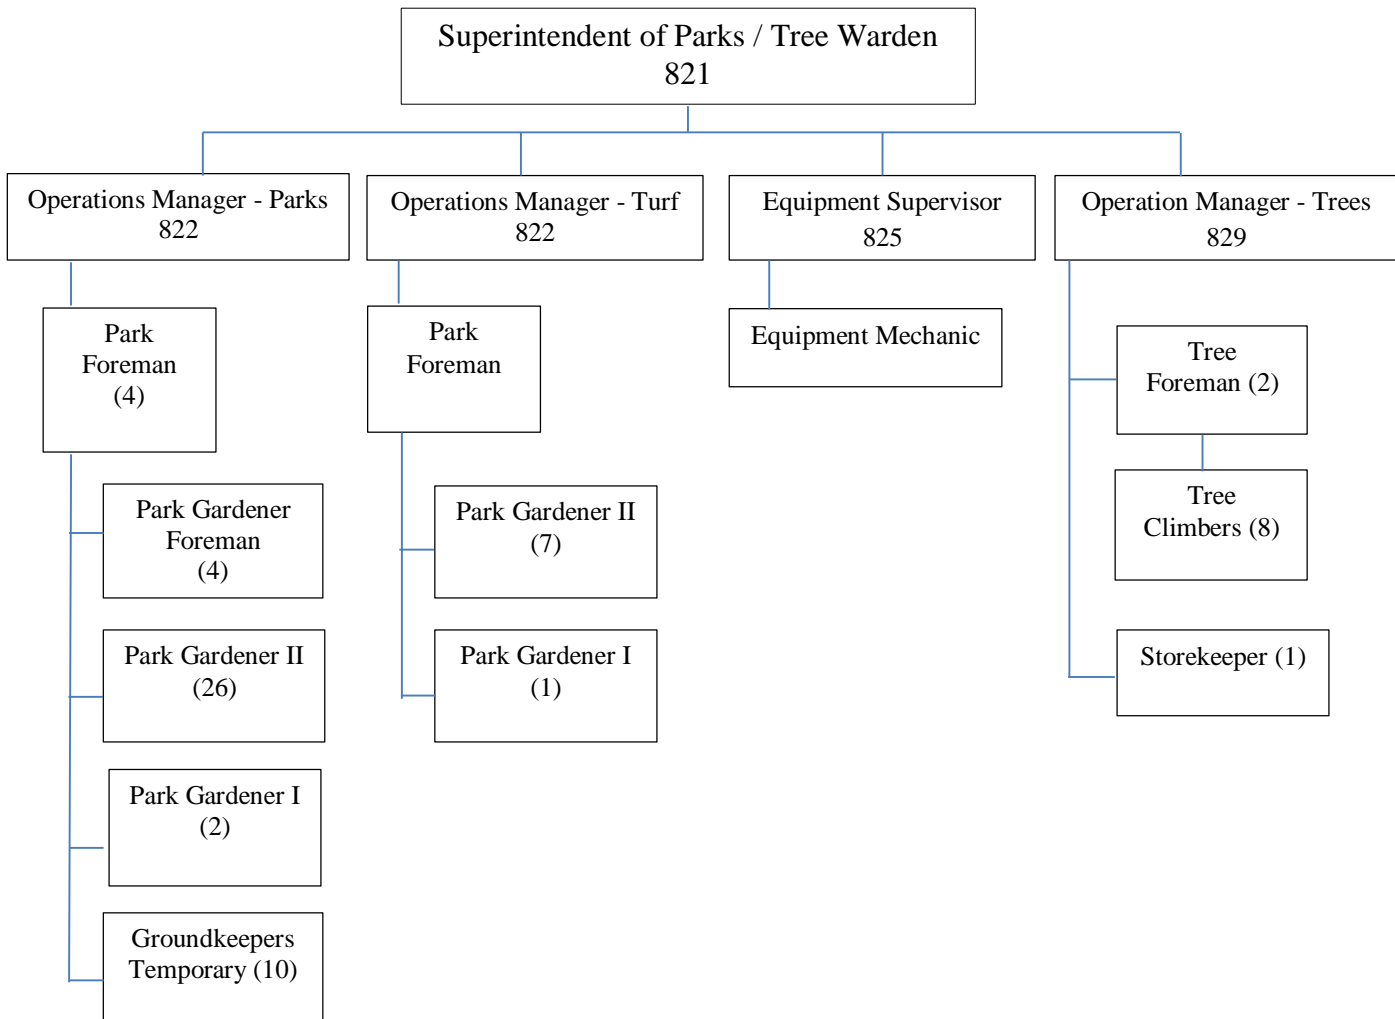 Superintendent of Parks / Tree Warden
821
Operations Manager - Parks
822
Operations Manager - Turf
822
Equipment Supervisor
825
Operation Manager - Trees
829
Park
Foreman
(4)
Park
Foreman
Equipment Mechanic
Tree
Foreman (2)
Park Gardener
Foreman
(4)
Park Gardener II
(7)
Tree
Climbers (8)
Park Gardener II
(26)
Park Gardener I
(1)
Storekeeper (1)
Park Gardener I
(2)
Groundkeepers
Temporary (10)